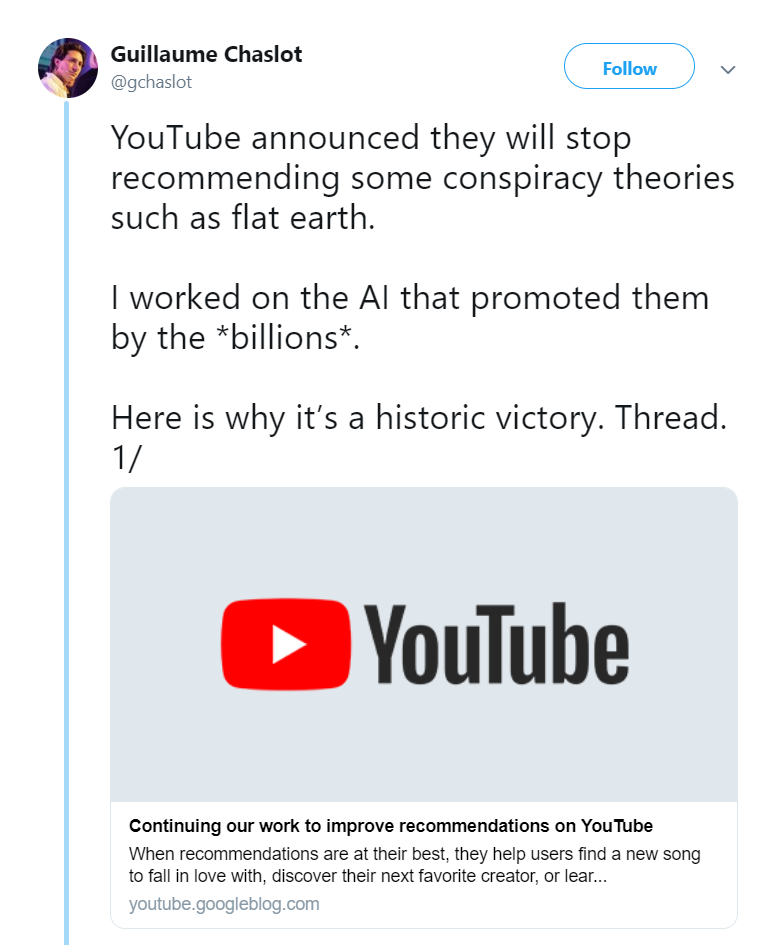 Guillaume Chaslot
@gchaslot
Follow
YouTube announced they will stop
recommending some conspiracy theories
such as flat earth.
I worked on the AI that promoted them
by the *billions*.
Here is why it’s a historic victory. Thread.
1/
YouTube
Continuing our work to improve recommendations on YouTube
When recommendations are at their best, they help users find a new song
to fall in love with, discover their next favorite creator, or lear...
youtube.googleblog.com